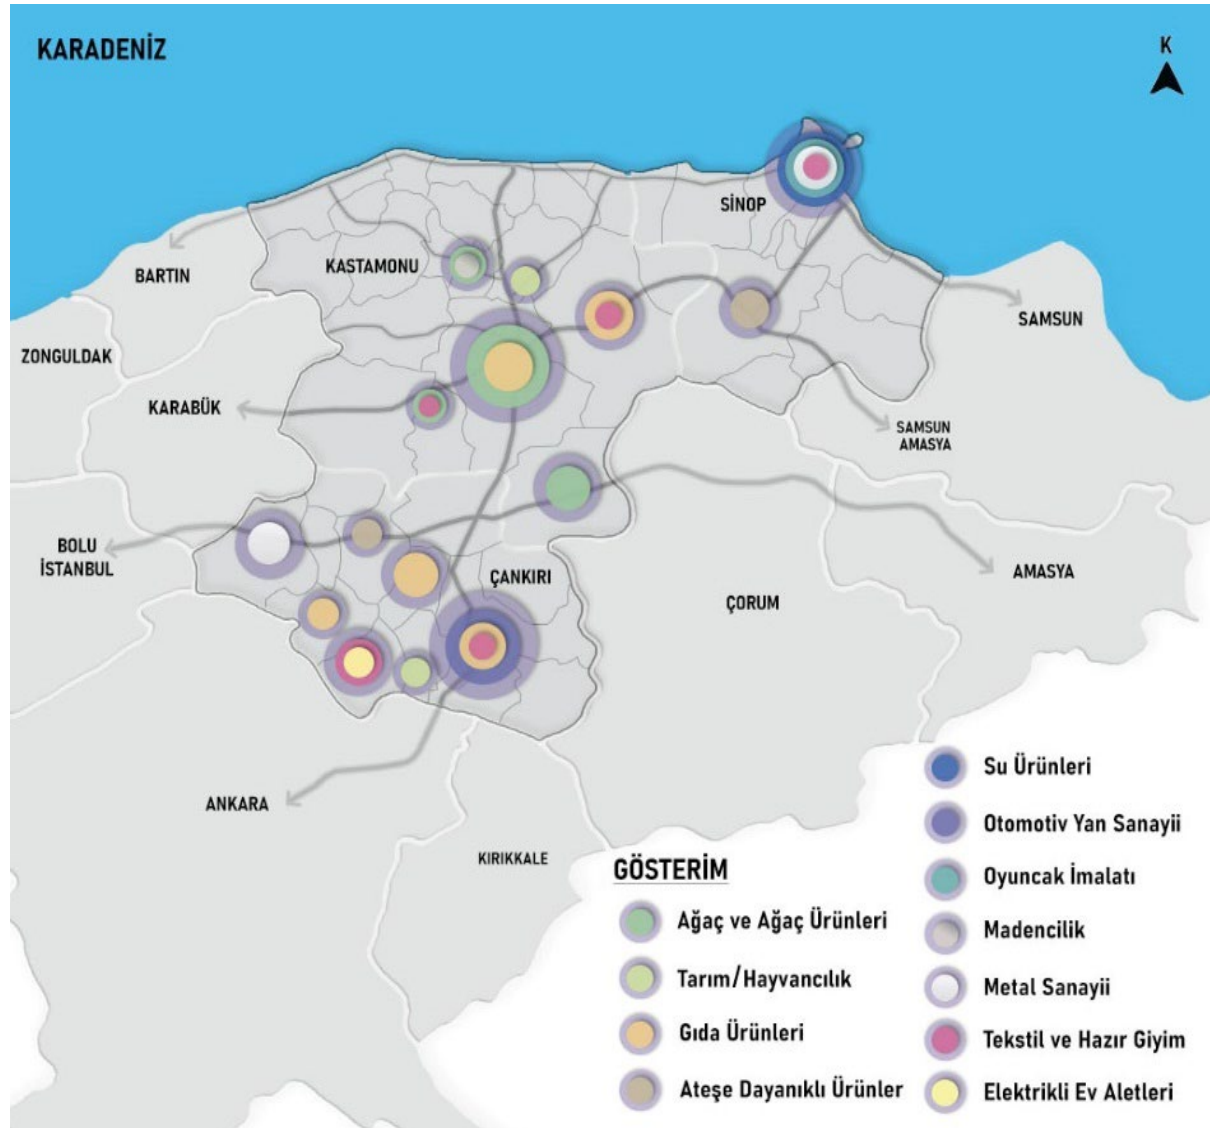 KARADENİZ
K
SİNOP
KASTAMONU
BARTIN
SAMSUN
ZONGULDAK
KARABÜK
SAMSUN
AMASYA
BOLU
İSTANBUL
ÇANKIRI
AMASYA
ÇORUM
ANKARA
KIRIKKALE
GÖSTERİM
Ağaç ve Ağaç Ürünleri
Tarım/Hayvancılık
Gıda Ürünleri
Ateşe Dayanıklı Ürünler
Su Ürünleri
Otomotiv Yan Sanayii
Oyuncak İmalatı
Madencilik
Metal Sanayii
Tekstil ve Hazır Giyim
Elektrikli Ev Aletleri